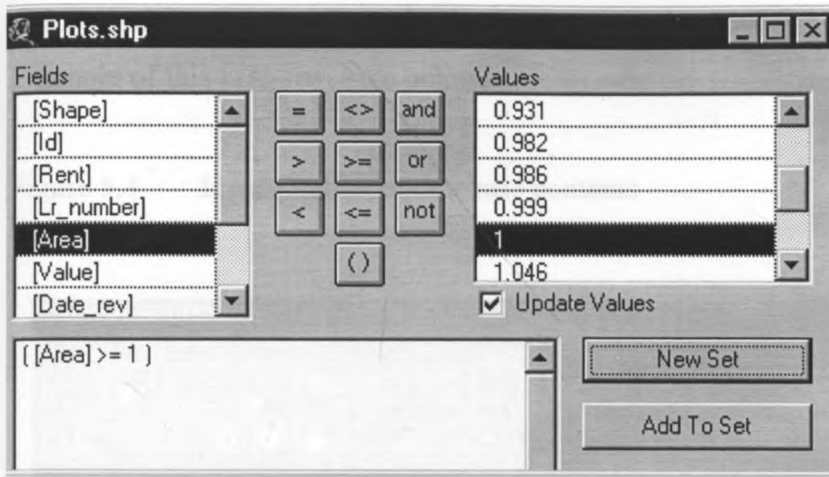 Plots.shp
Fields
Values
[Shape]
[Id]
[Rent]
[Lr_number]
[Area]
[Value]
[Date_rev]
= <> and
> >= or
< <= not
( )
0.931
0.982
0.986
0.999
1
1.046
Update Values
( [Area] >= 1 )
New Set
Add To Set